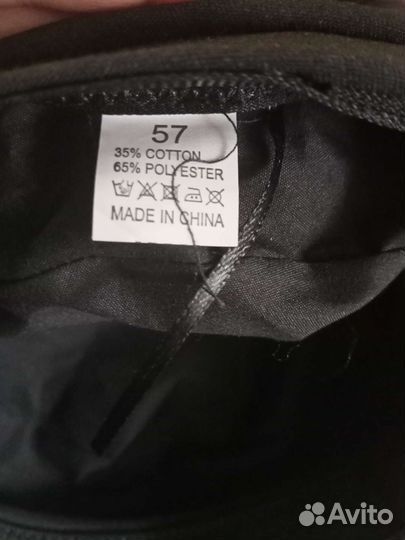 57
35% COTTON
65% POLYESTER
MADE IN CHINA
Avito